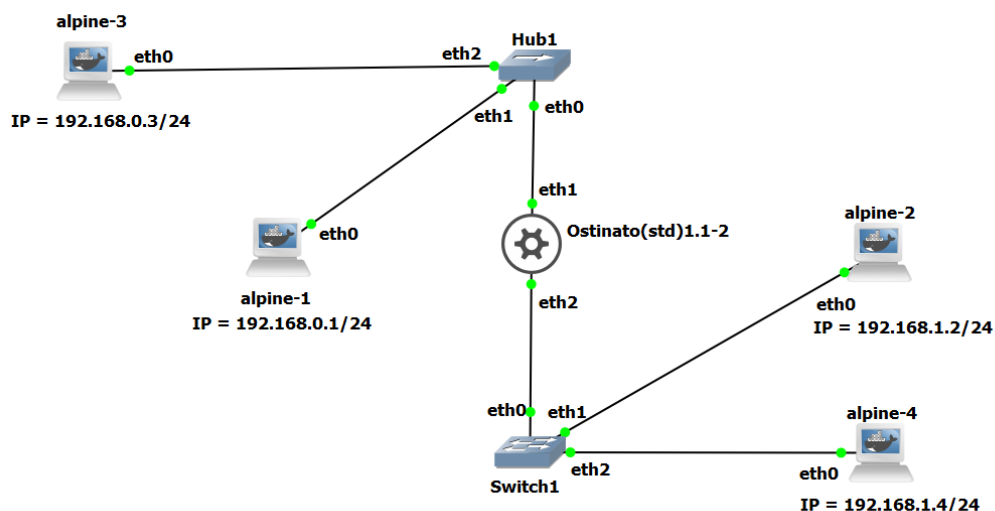 alpine-3
Hub1
eth0
eth2
IP = 192.168.0.3/24
eth1
eth0
eth1
alpine-2
eth0
Ostinato(std)1.1-2
alpine-1
eth2
eth0
IP = 192.168.0.1/24
IP = 192.168.1.2/24
eth0
eth1
alpine-4
eth2
eth0
Switch1
IP = 192.168.1.4/24